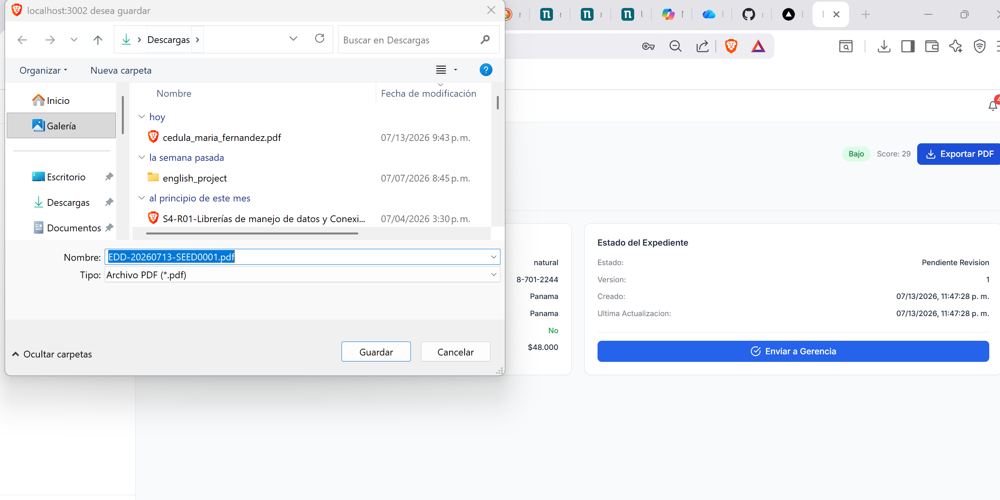 localhost:3002 desea guardar
Descargas
Buscar en Descargas
Organizar
Nueva carpeta
Inicio
Galería
Escritorio
Descargas
Documentos
Nombre
Fecha de modificación
hoy
cedula_maria_fernandez.pdf 07/13/2026 9:43 p. m.
la semana pasada
english_project 07/07/2026 8:45 p. m.
al principio de este mes
S4-R01-Librerías de manejo de datos y Conexi... 07/04/2026 3:30 p. m.
Nombre: EDD-20260713-SEED0001.pdf
Tipo: Archivo PDF (*.pdf)
Ocultar carpetas
Guardar
Cancelar
Bajo
Score: 29
Exportar PDF
natural
8-701-2244
Panama
Panama
No
$48.000
Estado del Expediente
Estado: Pendiente Revision
Version: 1
Creado: 07/13/2026, 11:47:28 p. m.
Ultima Actualizacion: 07/13/2026, 11:47:28 p. m.
Enviar a Gerencia